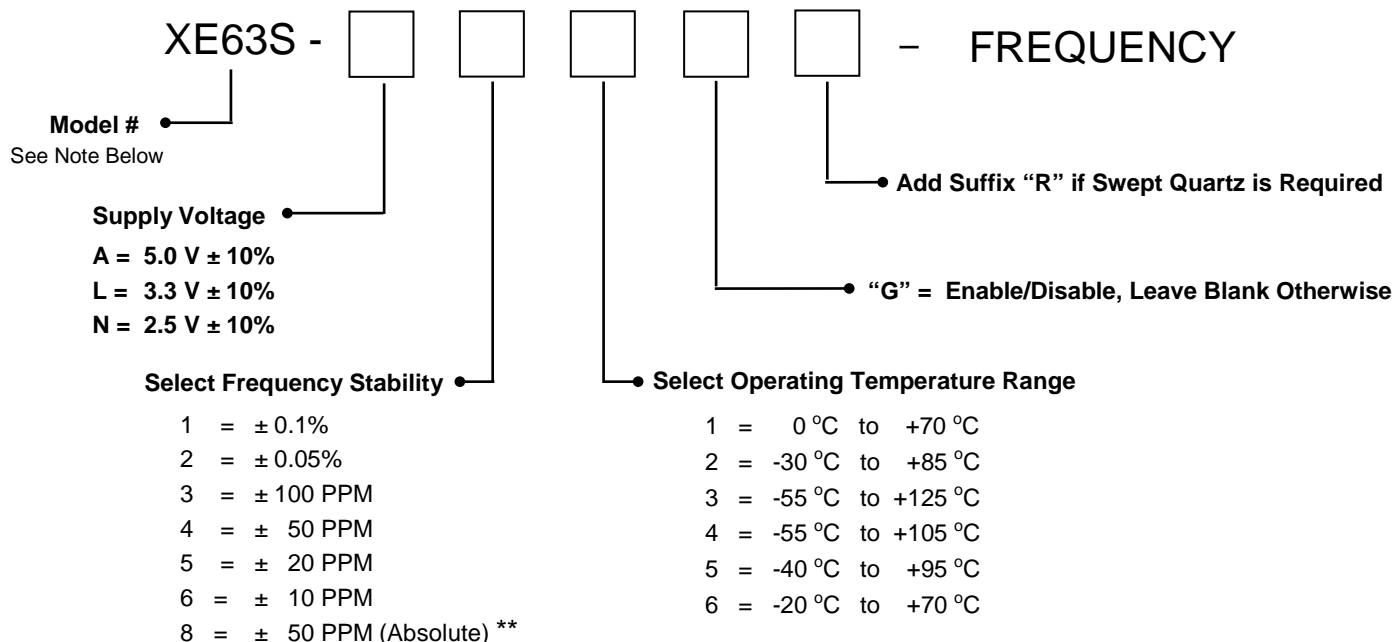 XE63S - – FREQUENCY
Model #
See Note Below
Add Suffix “R” if Swept Quartz is Required
Supply Voltage
A = 5.0 V ± 10%
L = 3.3 V ± 10%
N = 2.5 V ± 10%
“G” = Enable/Disable, Leave Blank Otherwise
Select Frequency Stability
1 = ± 0.1%
2 = ± 0.05%
3 = ± 100 PPM
4 = ± 50 PPM
5 = ± 20 PPM
6 = ± 10 PPM
8 = ± 50 PPM (Absolute) **
Select Operating Temperature Range
1 = 0 °C to +70 °C
2 = -30 °C to +85 °C
3 = -55 °C to +125 °C
4 = -55 °C to +105 °C
5 = -40 °C to +95 °C
6 = -20 °C to +70 °C